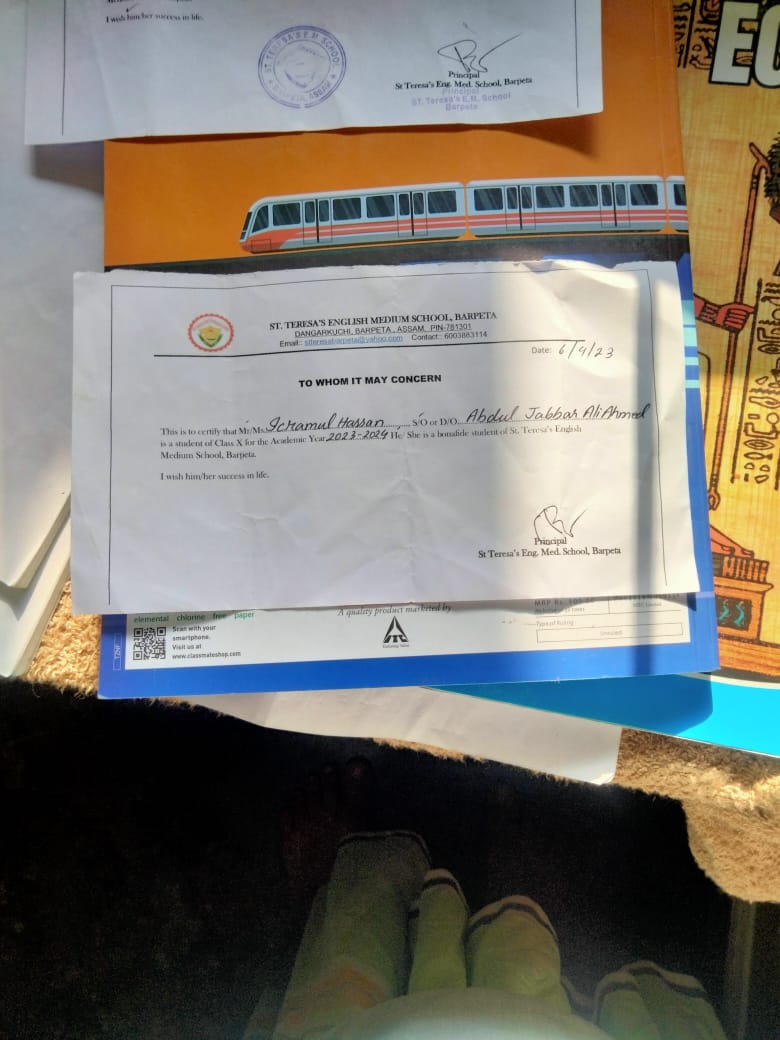 I wish him/her success in life.
ST. TERESA'S E.M SCHOOL
BARPETA, ASSAM
Principal
St Teresa's Eng. Med. School, Barpeta
Principal
ST. Teresa's E.M. School
Barpeta
EC
ST. TERESA'S ENGLISH MEDIUM SCHOOL, BARPETA
DANGARKUCHI, BARPETA , ASSAM, PIN-781301
Email:: stteresabarpeta@yahoo.com Contact:: 6003863114
Date: 6/9/23
TO WHOM IT MAY CONCERN
This is to certify that Mr/Ms. Icramul Hassan S/O or D/O. Abdul Jabbar Ali Ahmed
is a student of Class X for the Academic Year 2023-2024 He/ She is a bonafide student of St. Teresa's English
Medium School, Barpeta.
I wish him/her success in life.
Principal
St Teresa's Eng. Med. School, Barpeta
elemental chlorine free paper
Scan with your
smartphone.
Visit us at
www.classmateshop.com
A quality product marketed by
ITC
Enduring Value
Type of Ruling
Unruled